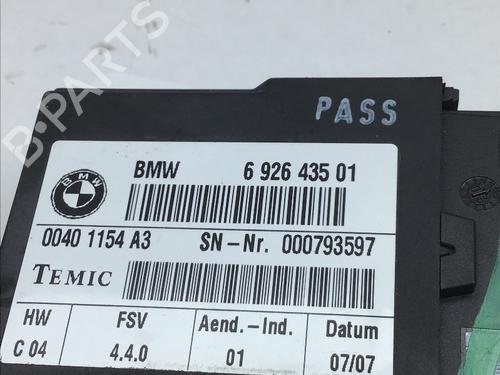 PASS
B-PARTS
BMW
BMW 6 926 435 01
0040 1154 A3 SN-Nr. 000793597
TEMIC
HW FSV Aend.-Ind. Datum
C 04 4.4.0 01 07/07